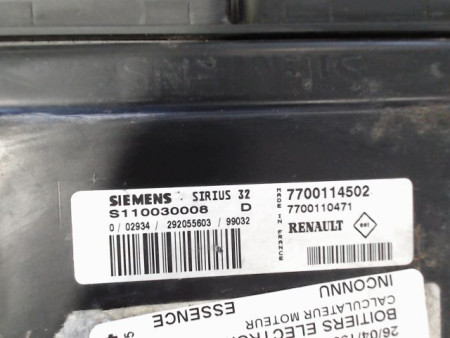 SIEMENS SIRIUS 32
S110030008 D
0 / 02934 / 292055603 / 99032
MADE IN FRANCE
7700114502
7700110471
RENAULT
ESSENCE
INCONNU
CALCULATEUR MOTEUR